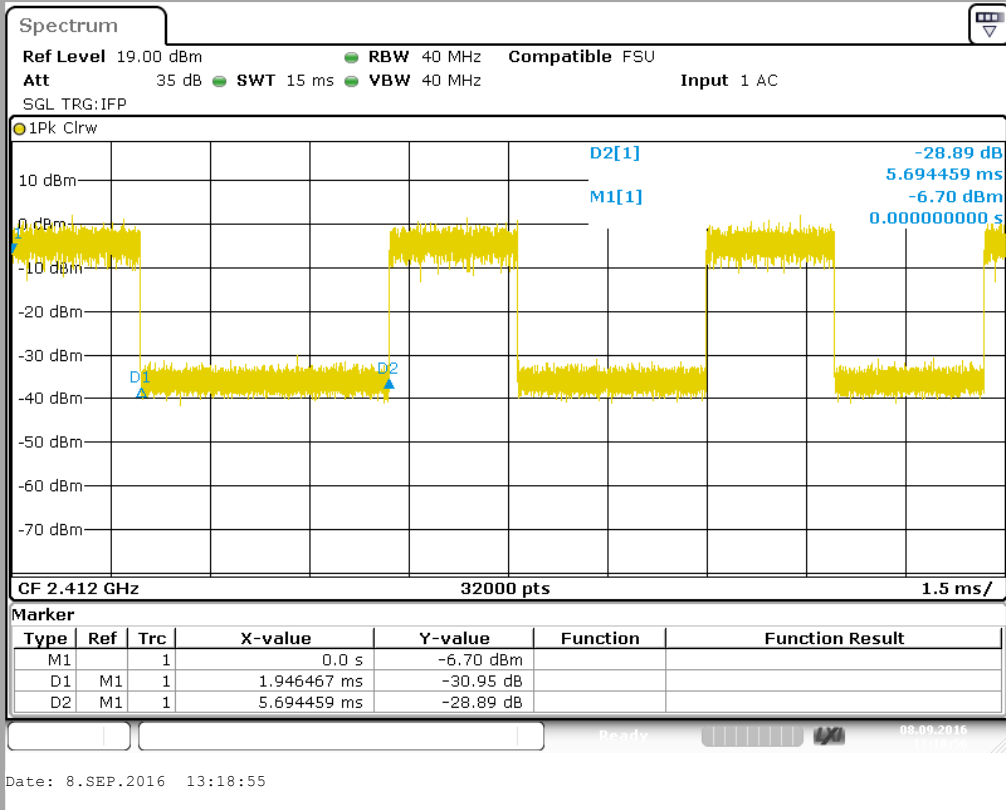 Spectrum
Ref Level 19.00 dBm RBW 40 MHz Compatible FSU
Att 35 dB SWT 15 ms VBW 40 MHz Input 1 AC
SGL TRG:IFP
1Pk Clrw
D2[1] -28.89 dB
5.694459 ms
M1[1] -6.70 dBm
0.000000000 s
10 dBm
0 dBm
-10 dBm
-20 dBm
-30 dBm
D1 D2
-40 dBm
-50 dBm
-60 dBm
-70 dBm
CF 2.412 GHz 32000 pts 1.5 ms/
Marker
Type Ref Trc X-value Y-value Function Function Result
M1 1 0.0 s -6.70 dBm
D1 M1 1 1.946467 ms -30.95 dB
D2 M1 1 5.694459 ms -28.89 dB
Ready LXI 08.09.2016
Date: 8.SEP.2016 13:18:55